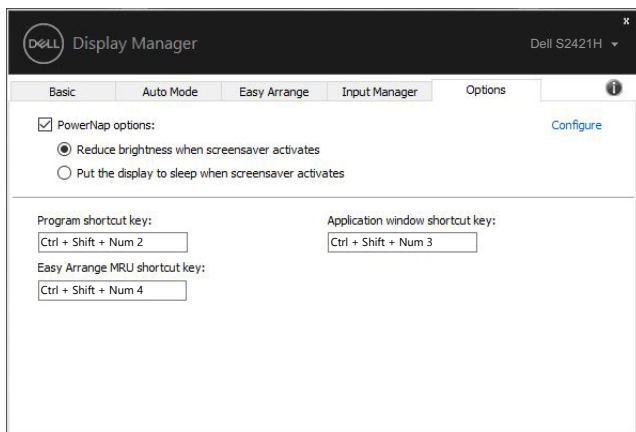 x
DELL Display Manager
Dell S2421H
Basic Auto Mode Easy Arrange Input Manager Options i
PowerNap options: Configure
Reduce brightness when screensaver activates
Put the display to sleep when screensaver activates
Program shortcut key: Application window shortcut key:
Ctrl + Shift + Num 2 Ctrl + Shift + Num 3
Easy Arrange MRU shortcut key:
Ctrl + Shift + Num 4